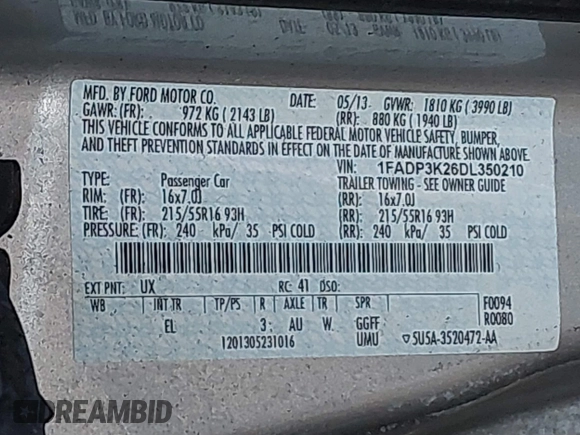 MFD. BY FORD MOTOR CO. DATE: 05/13 GVWR: 1810 KG ( 3990 LB)
GAWR: (FR): 972 KG ( 2143 LB) (RR): 880 KG ( 1940 LB)
THIS VEHICLE CONFORMS TO ALL APPLICABLE FEDERAL MOTOR VEHICLE SAFETY, BUMPER,
AND THEFT PREVENTION STANDARDS IN EFFECT ON THE DATE OF MANUFACTURE SHOWN ABOVE.
VIN: 1FADP3K26DL350210
TYPE: Passenger Car TRAILER TOWING - SEE OWNER GUIDE
RIM: (FR): 16x7.0J (RR): 16x7.0J
TIRE: (FR): 215/55R16 93H (RR): 215/55R16 93H
PRESSURE: (FR): 240 kPa/ 35 PSI COLD (RR): 240 kPa/ 35 PSI COLD
EXT PNT: UX RC: 41 DSO:
WB INT TR TP/PS R AXLE TR SPR F0094
EL 3: AU W. GGFF R0080
1201305231016 UMU 5U5A-3520472-AA
DREAMBID